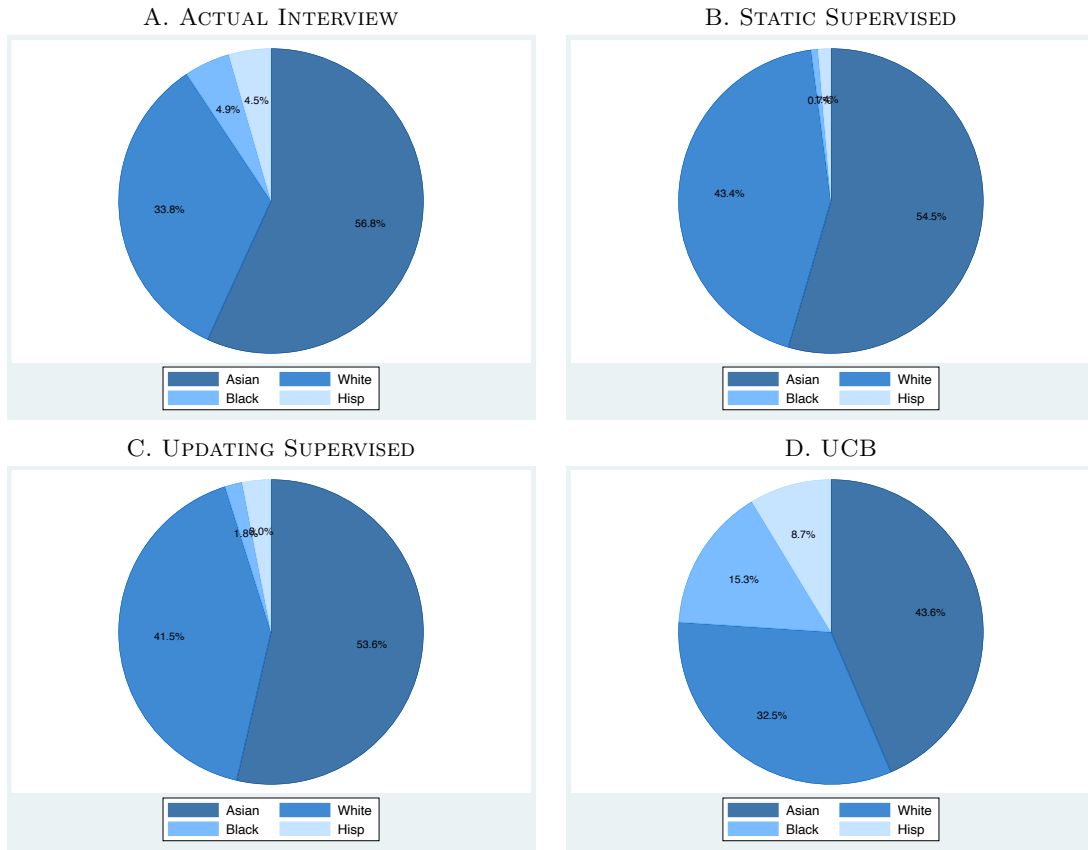 A. ACTUAL INTERVIEW
4.9%
4.5%
33.8%
56.8%
Asian White
Black Hisp
B. STATIC SUPERVISED
43.4%
54.5%
Asian White
Black Hisp
C. UPDATING SUPERVISED
1.8%
41.5%
53.6%
Asian White
Black Hisp
D. UCB
8.7%
15.3%
43.6%
32.5%
Asian White
Black Hisp